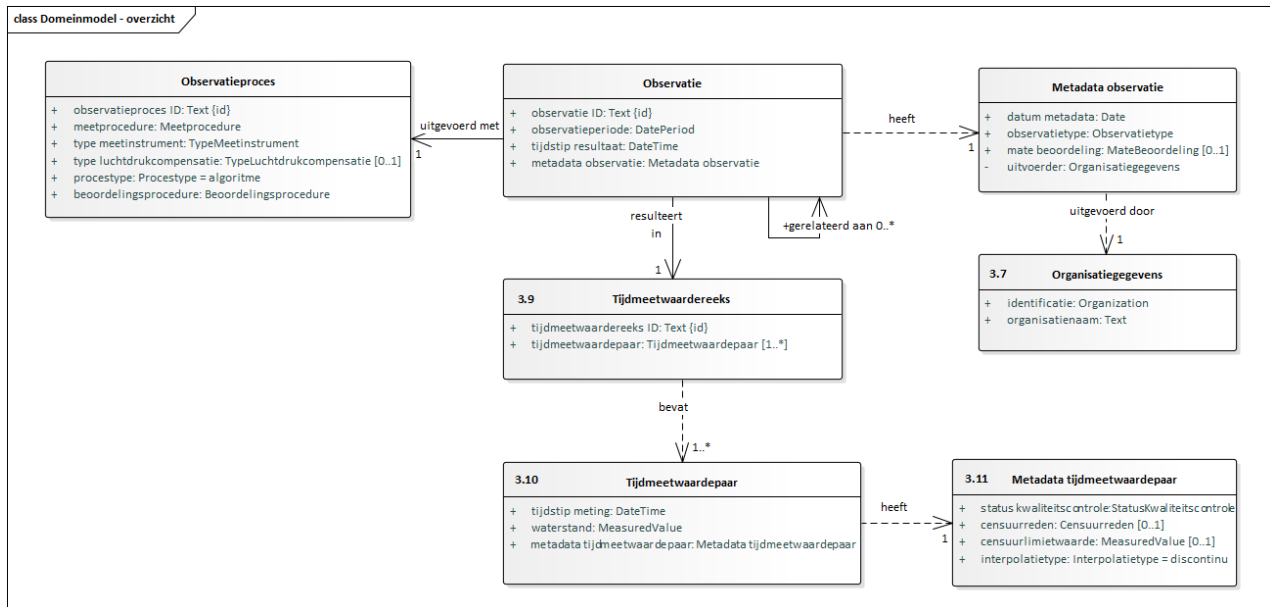 class Domeinmodel - overzicht
Observatieproces
+ observatieproces ID: Text {id}
+ meetprocedure: Meetprocedure
+ type meetinstrument: TypeMeetinstrument
+ type luchtdrukcompensatie: TypeLuchtdrukcompensatie [0..1]
+ procestype: Procestype = algoritme
+ beoordelingsprocedure: Beoordelingsprocedure
uitgevoerd met
1
Observatie
+ observatie ID: Text {id}
+ observatieperiode: DatePeriod
+ tijdstip resultaat: DateTime
+ metadata observatie: Metadata observatie
heeft
1
Metadata observatie
+ datum metadata: Date
+ observatietype: Observatietype
+ mate beoordeling: MateBeoordeling [0..1]
- uitvoerder: Organisatiegegevens
resulteert
in
1
+gerelateerd aan 0..*
uitgevoerd door
1
3.7 Organisatiegegevens
+ identificatie: Organization
+ organisatienaam: Text
3.9 Tijdmeetwaardereeks
+ tijdmeetwaardereeks ID: Text {id}
+ tijdmeetwaardepaar: Tijdmeetwaardepaar [1..*]
bevat
1..*
3.10 Tijdmeetwaardepaar
+ tijdstip meting: DateTime
+ waterstand: MeasuredValue
+ metadata tijdmeetwaardepaar: Metadata tijdmeetwaardepaar
heeft
1
3.11 Metadata tijdmeetwaardepaar
+ status kwaliteitscontrole:StatusKwaliteitscontrole
+ censuurreden: Censuurreden [0..1]
+ censuurlimietwaarde: MeasuredValue [0..1]
+ interpolatietype: Interpolatietype = discontinu